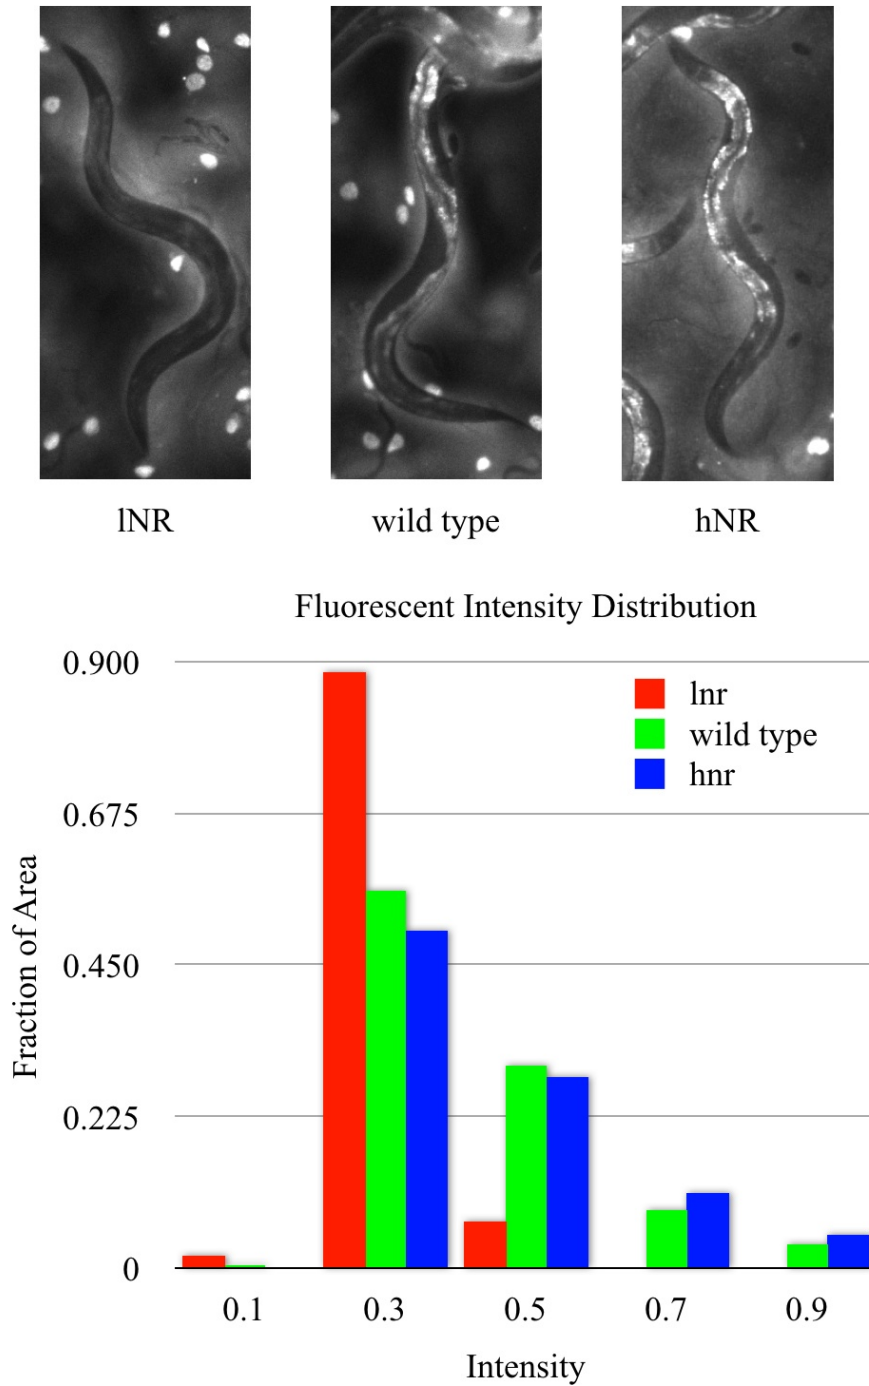 lNR
wild type
hNR
Fluorescent Intensity Distribution
0.900
0.675
0.450
0.225
0
Fraction of Area
lnr
wild type
hnr
0.1
0.3
0.5
0.7
0.9
Intensity